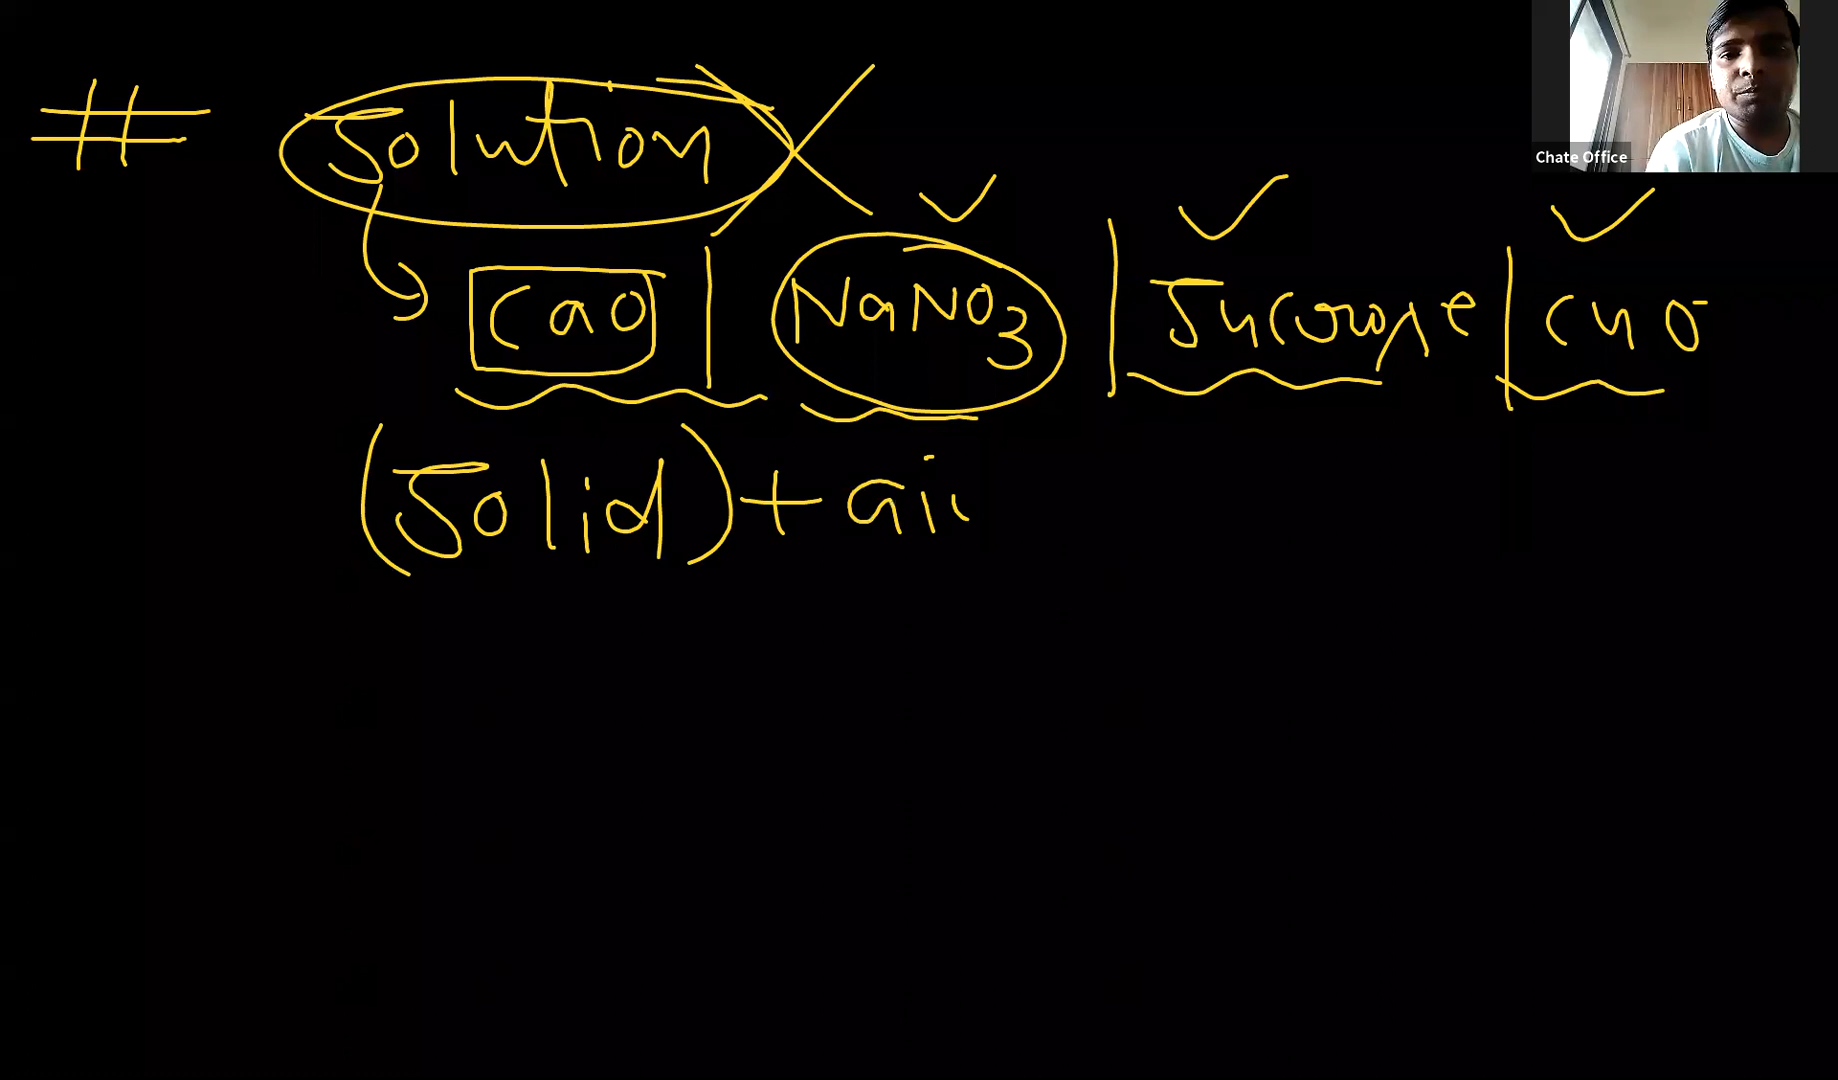 # Solution
Chate Office
CaO | NaNO3 | Sucrose | CuO
(Solid) + air